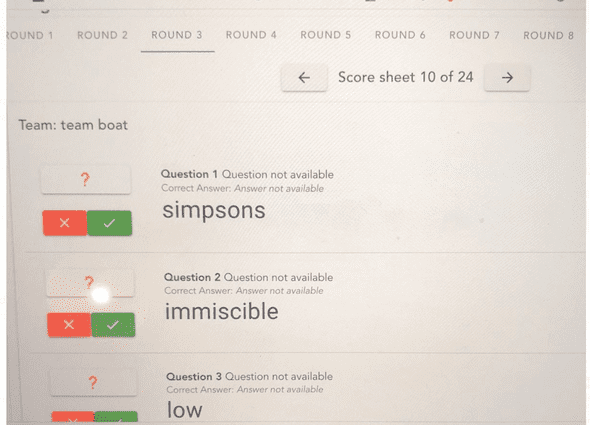 ROUND 1 ROUND 2 ROUND 3 ROUND 4 ROUND 5 ROUND 6 ROUND 7 ROUND 8
← Score sheet 10 of 24 →
Team: team boat
?
Question 1 Question not available
Correct Answer: Answer not available
simpsons
?
Question 2 Question not available
Correct Answer: Answer not available
immiscible
?
Question 3 Question not available
Correct Answer: Answer not available
low